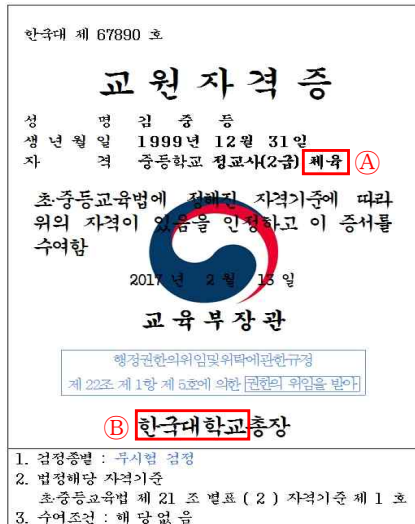 한국대 제 67890 호
교 원 자 격 증
성 명 김 중 등
생 년 월 일 1999년 12월 31일
자 격 중등학교 정교사(2급) 체육 Ⓐ
초·중등교육법에 정해진 자격기준에 따라
위의 자격이 있음을 인정하고 이 증서를
수여함
2017 년 2 월 13 일
교 육 부 장 관
행정권한의위임및위탁에관한규정
제 22조 제 1항 제 5호에 의한 권한의 위임을 받아
Ⓑ 한국대학교총장
1. 검정종별 : 무시험 검정
2. 법정해당 자격기준
초·중등교육법 제 21 조 별표 ( 2 ) 자격기준 제 1 호
3. 수여조건 : 해 당 없 음